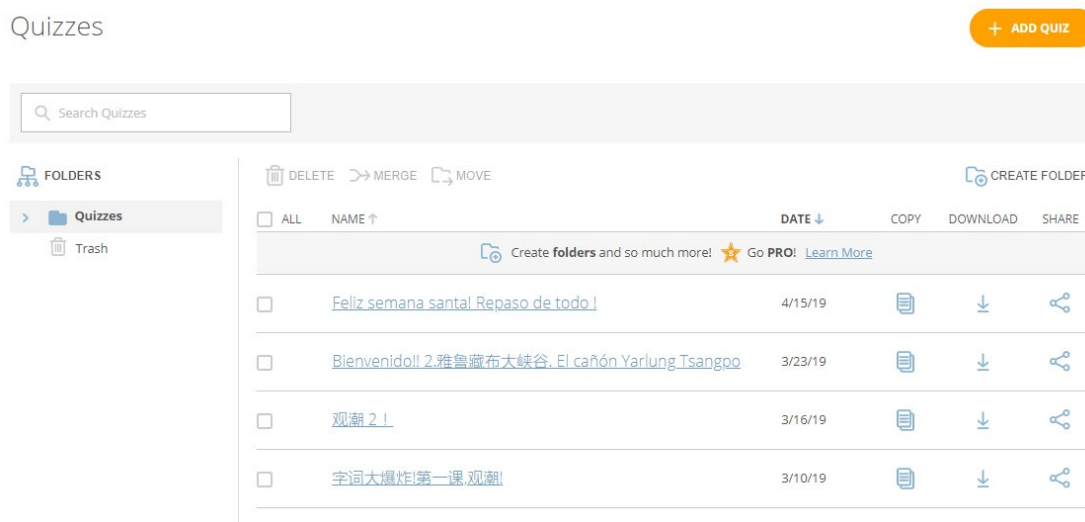 Quizzes
+ ADD QUIZ
Search Quizzes
FOLDERS
Quizzes
Trash
DELETE MERGE MOVE
CREATE FOLDER
ALL NAME ↑ DATE ↓ COPY DOWNLOAD SHARE
Create folders and so much more! Go PRO! Learn More
Feliz semana santa! Repaso de todo ! 4/15/19
Bienvenido!! 2.雅鲁藏布大峡谷. El cañón Yarlung Tsangpo 3/23/19
观潮 2 ! 3/16/19
字词大爆炸!第一课,观潮! 3/10/19